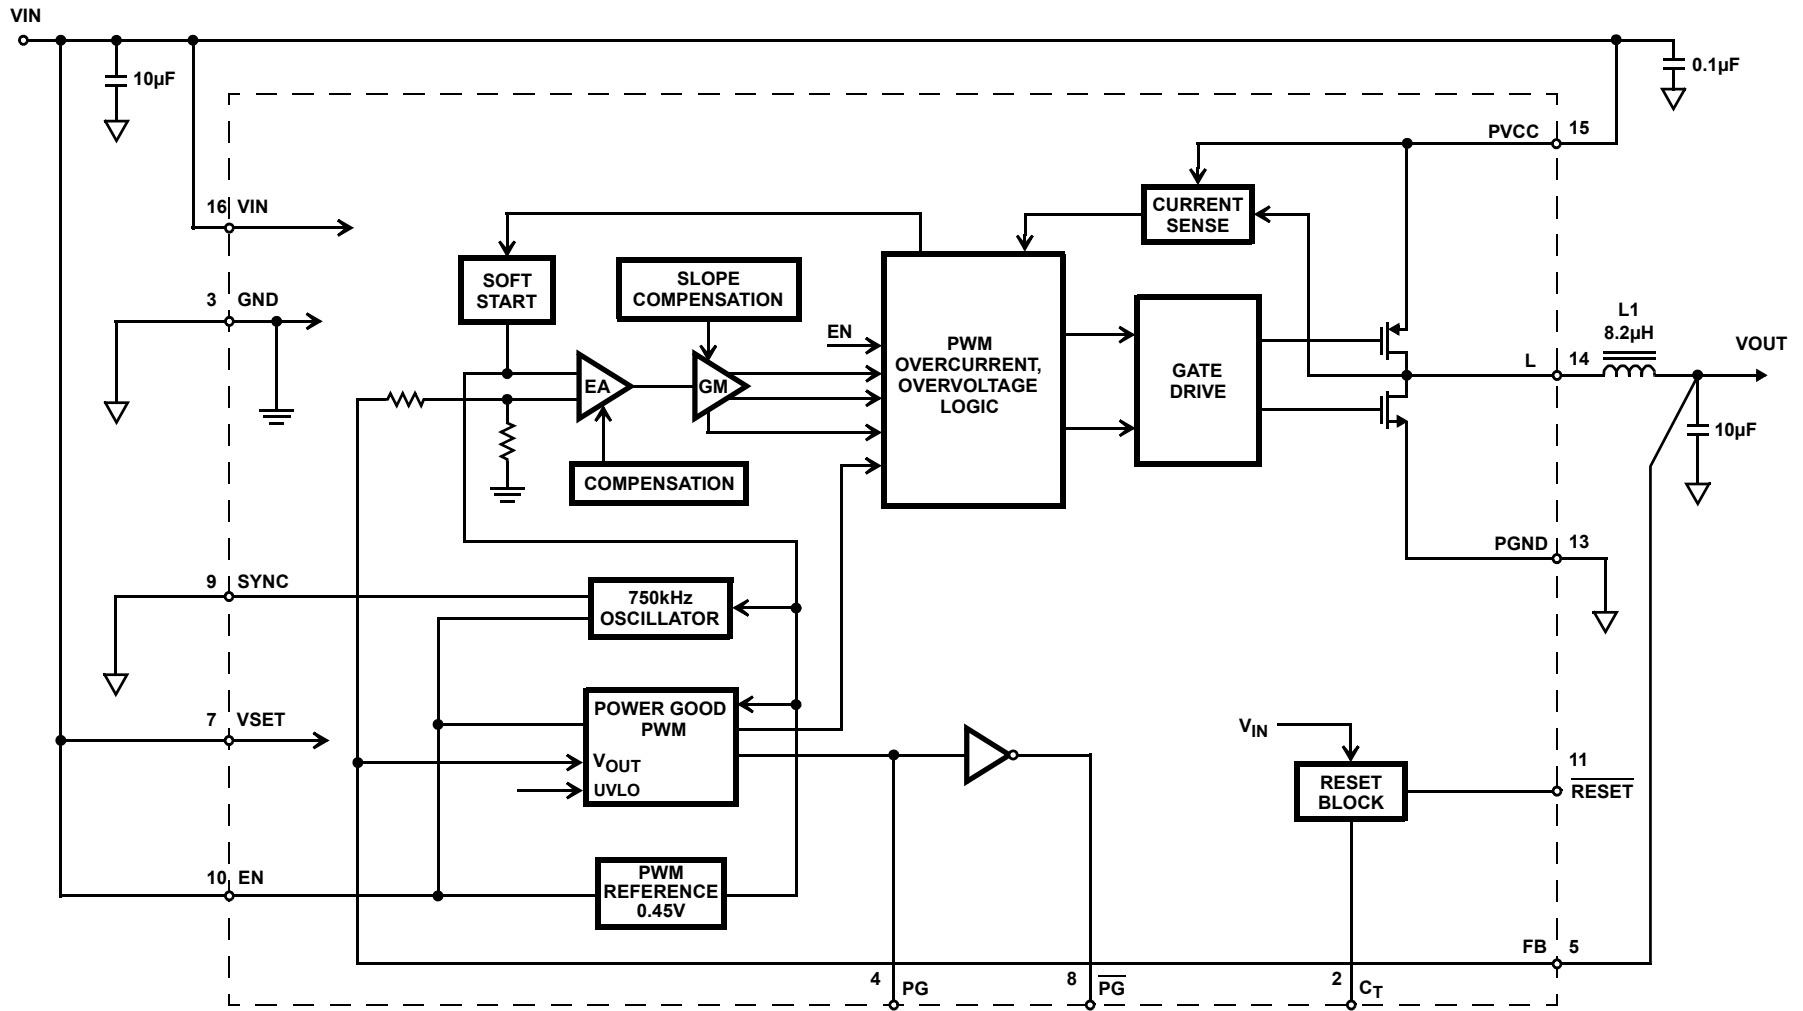 VIN
10µF
0.1µF
PVCC 15
16 VIN
CURRENT
SENSE
3 GND
SOFT
START
SLOPE
COMPENSATION
EN
PWM
OVERCURRENT,
OVERVOLTAGE
LOGIC
GATE
DRIVE
L1
8.2µH
VOUT
L 14
EA
GM
10µF
COMPENSATION
PGND 13
9 SYNC
750kHz
OSCILLATOR
7 VSET
POWER GOOD
PWM
VOUT
UVLO
VIN
RESET
BLOCK
11
RESET
10 EN
PWM
REFERENCE
0.45V
FB 5
4 PG
8 PG
2 CT